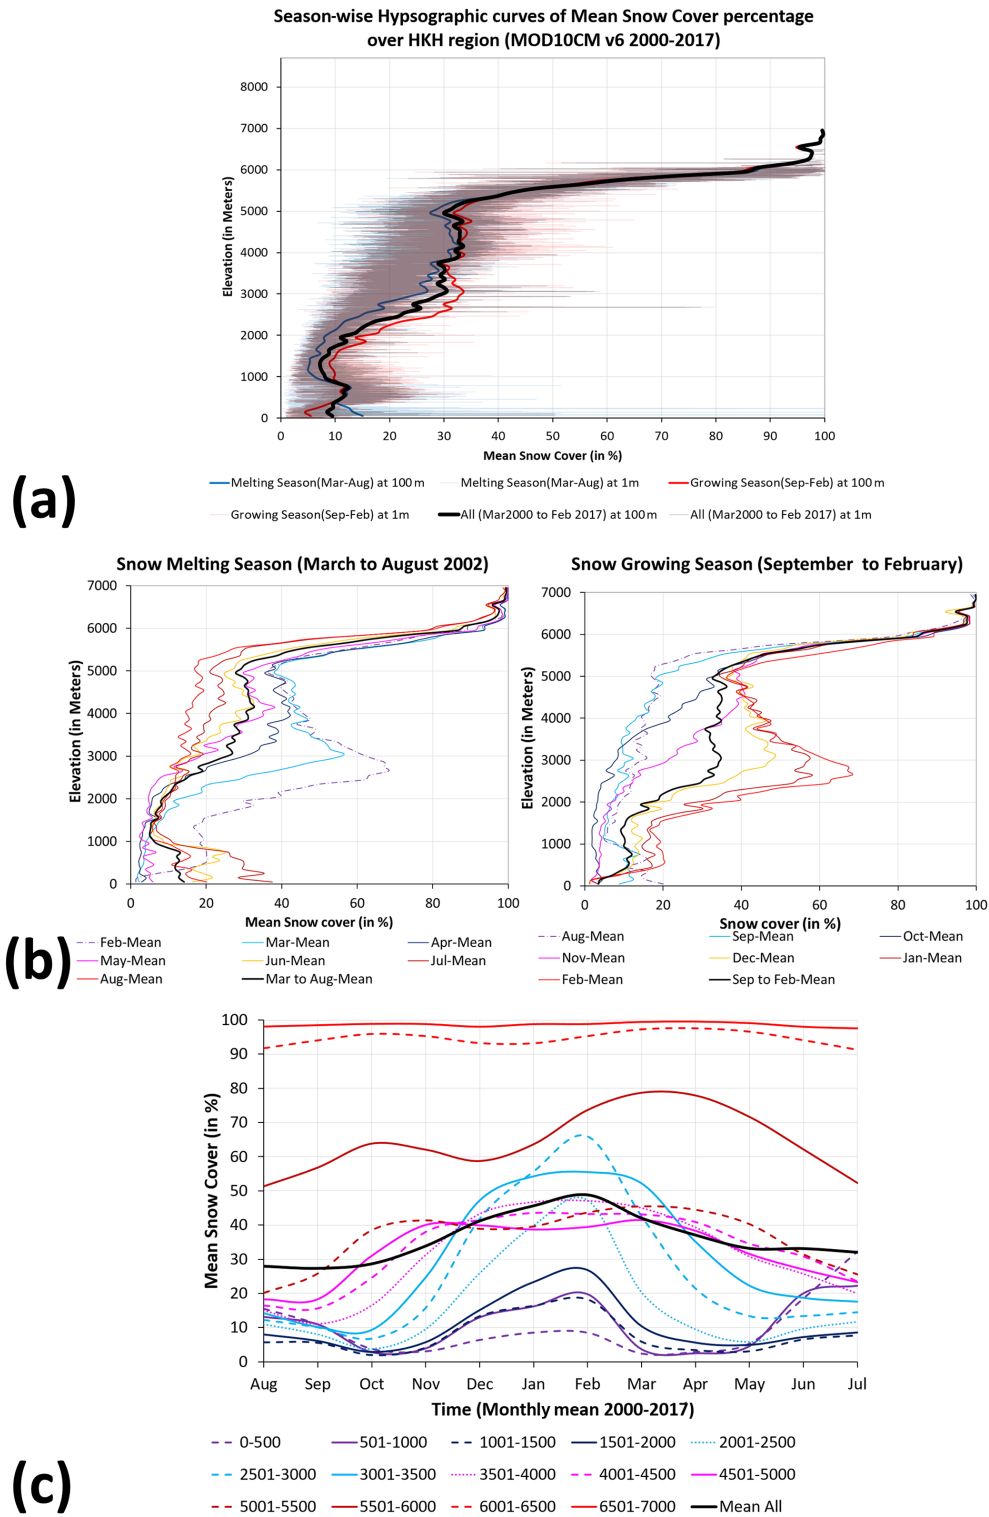 Season-wise Hypsographic curves of Mean Snow Cover percentage
over HKH region (MOD10CM v6 2000-2017)
8000
7000
6000
5000
4000
3000
2000
1000
0
Elevation (in Meters)
0 10 20 30 40 50 60 70 80 90 100
Mean Snow Cover (in %)
(a)
Melting Season(Mar-Aug) at 100 m Melting Season(Mar-Aug) at 1m Growing Season(Sep-Feb) at 100 m
Growing Season(Sep-Feb) at 1m All (Mar2000 to Feb 2017) at 100 m All (Mar2000 to Feb 2017) at 1m
Snow Melting Season (March to August 2002)
7000
6000
5000
4000
3000
2000
1000
0
Elevation (in Meters)
0 20 40 60 80 100
Mean Snow cover (in %)
Feb-Mean Mar-Mean Apr-Mean
May-Mean Jun-Mean Jul-Mean
Aug-Mean Mar to Aug-Mean
Snow Growing Season (September to February)
7000
6000
5000
4000
3000
2000
1000
0
Elevation (in Meters)
0 20 40 60 80 100
Snow cover (in %)
Aug-Mean Sep-Mean Oct-Mean
Nov-Mean Dec-Mean Jan-Mean
Feb-Mean Sep to Feb-Mean
(b)
100
90
80
70
60
50
40
30
20
10
0
Mean Snow Cover (in %)
Aug Sep Oct Nov Dec Jan Feb Mar Apr May Jun Jul
Time (Monthly mean 2000-2017)
(c)
0-500 501-1000 1001-1500 1501-2000 2001-2500
2501-3000 3001-3500 3501-4000 4001-4500 4501-5000
5001-5500 5501-6000 6001-6500 6501-7000 Mean All